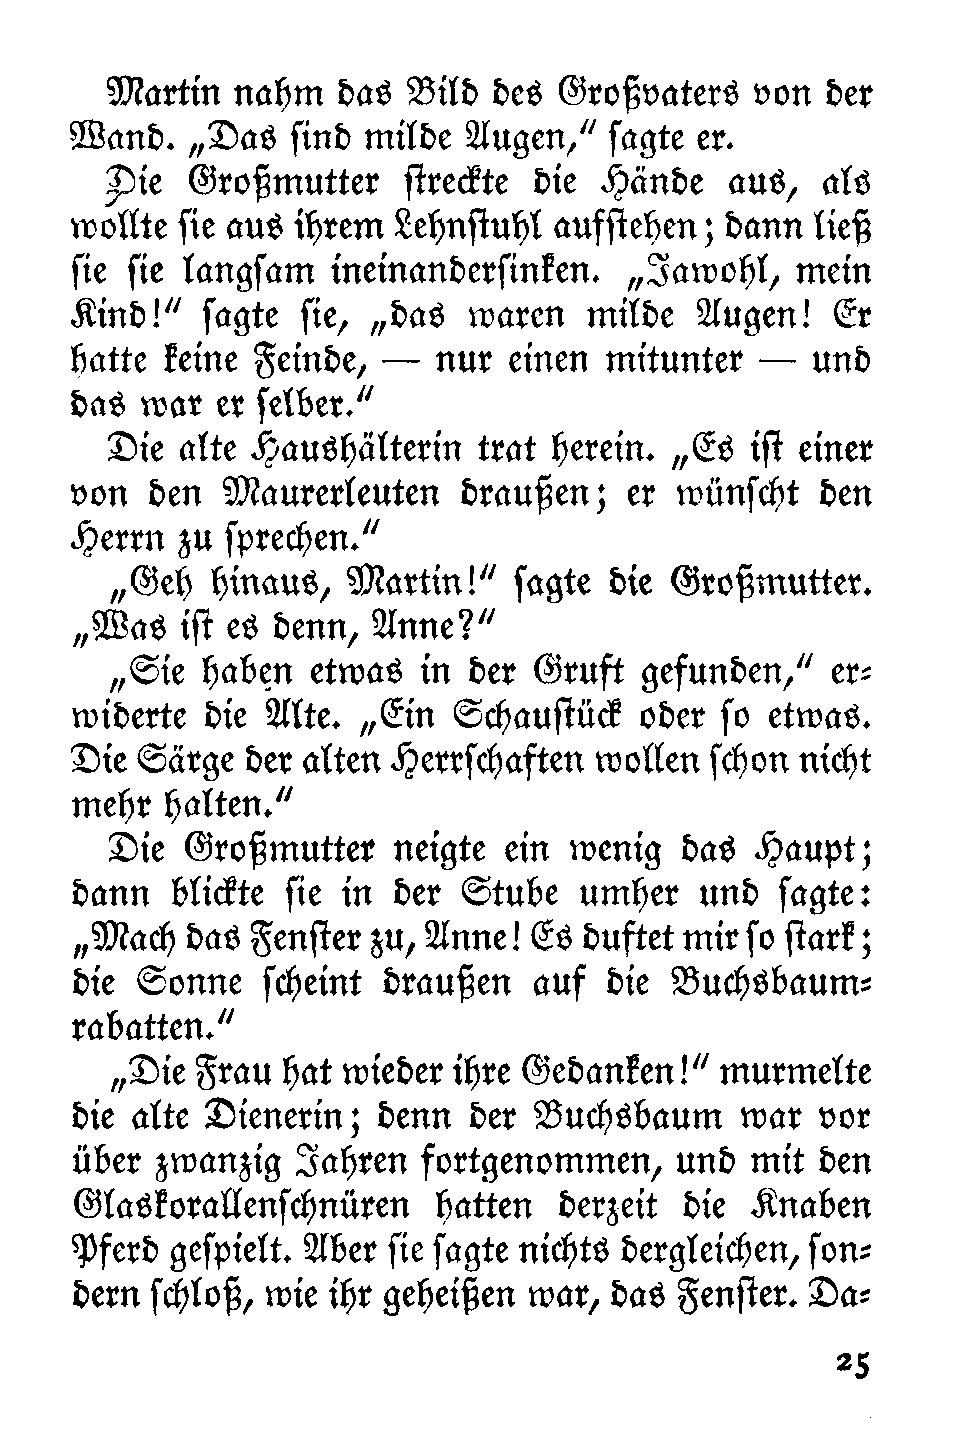 Martin nahm das Bild des Großvaters von der
Wand. „Das sind milde Augen,“ sagte er.
Die Großmutter streckte die Hände aus, als
wollte sie aus ihrem Lehnstuhl aufstehen; dann ließ
sie sie langsam ineinandersinken. „Jawohl, mein
Kind!“ sagte sie, „das waren milde Augen! Er
hatte keine Feinde, — nur einen mitunter — und
das war er selber.“
Die alte Haushälterin trat herein. „Es ist einer
von den Maurerleuten draußen; er wünscht den
Herrn zu sprechen.“
„Geh hinaus, Martin!“ sagte die Großmutter.
„Was ist es denn, Anne?“
„Sie haben etwas in der Gruft gefunden,“ er-
widerte die Alte. „Ein Schaustück oder so etwas.
Die Särge der alten Herrschaften wollen schon nicht
mehr halten.“
Die Großmutter neigte ein wenig das Haupt;
dann blickte sie in der Stube umher und sagte:
„Mach das Fenster zu, Anne! Es duftet mir so stark;
die Sonne scheint draußen auf die Buchsbaum-
rabatten.“
„Die Frau hat wieder ihre Gedanken!“ murmelte
die alte Dienerin; denn der Buchsbaum war vor
über zwanzig Jahren fortgenommen, und mit den
Glaskorallenschnüren hatten derzeit die Knaben
Pferd gespielt. Aber sie sagte nichts dergleichen, son-
dern schloß, wie ihr geheißen war, das Fenster. Da-
25